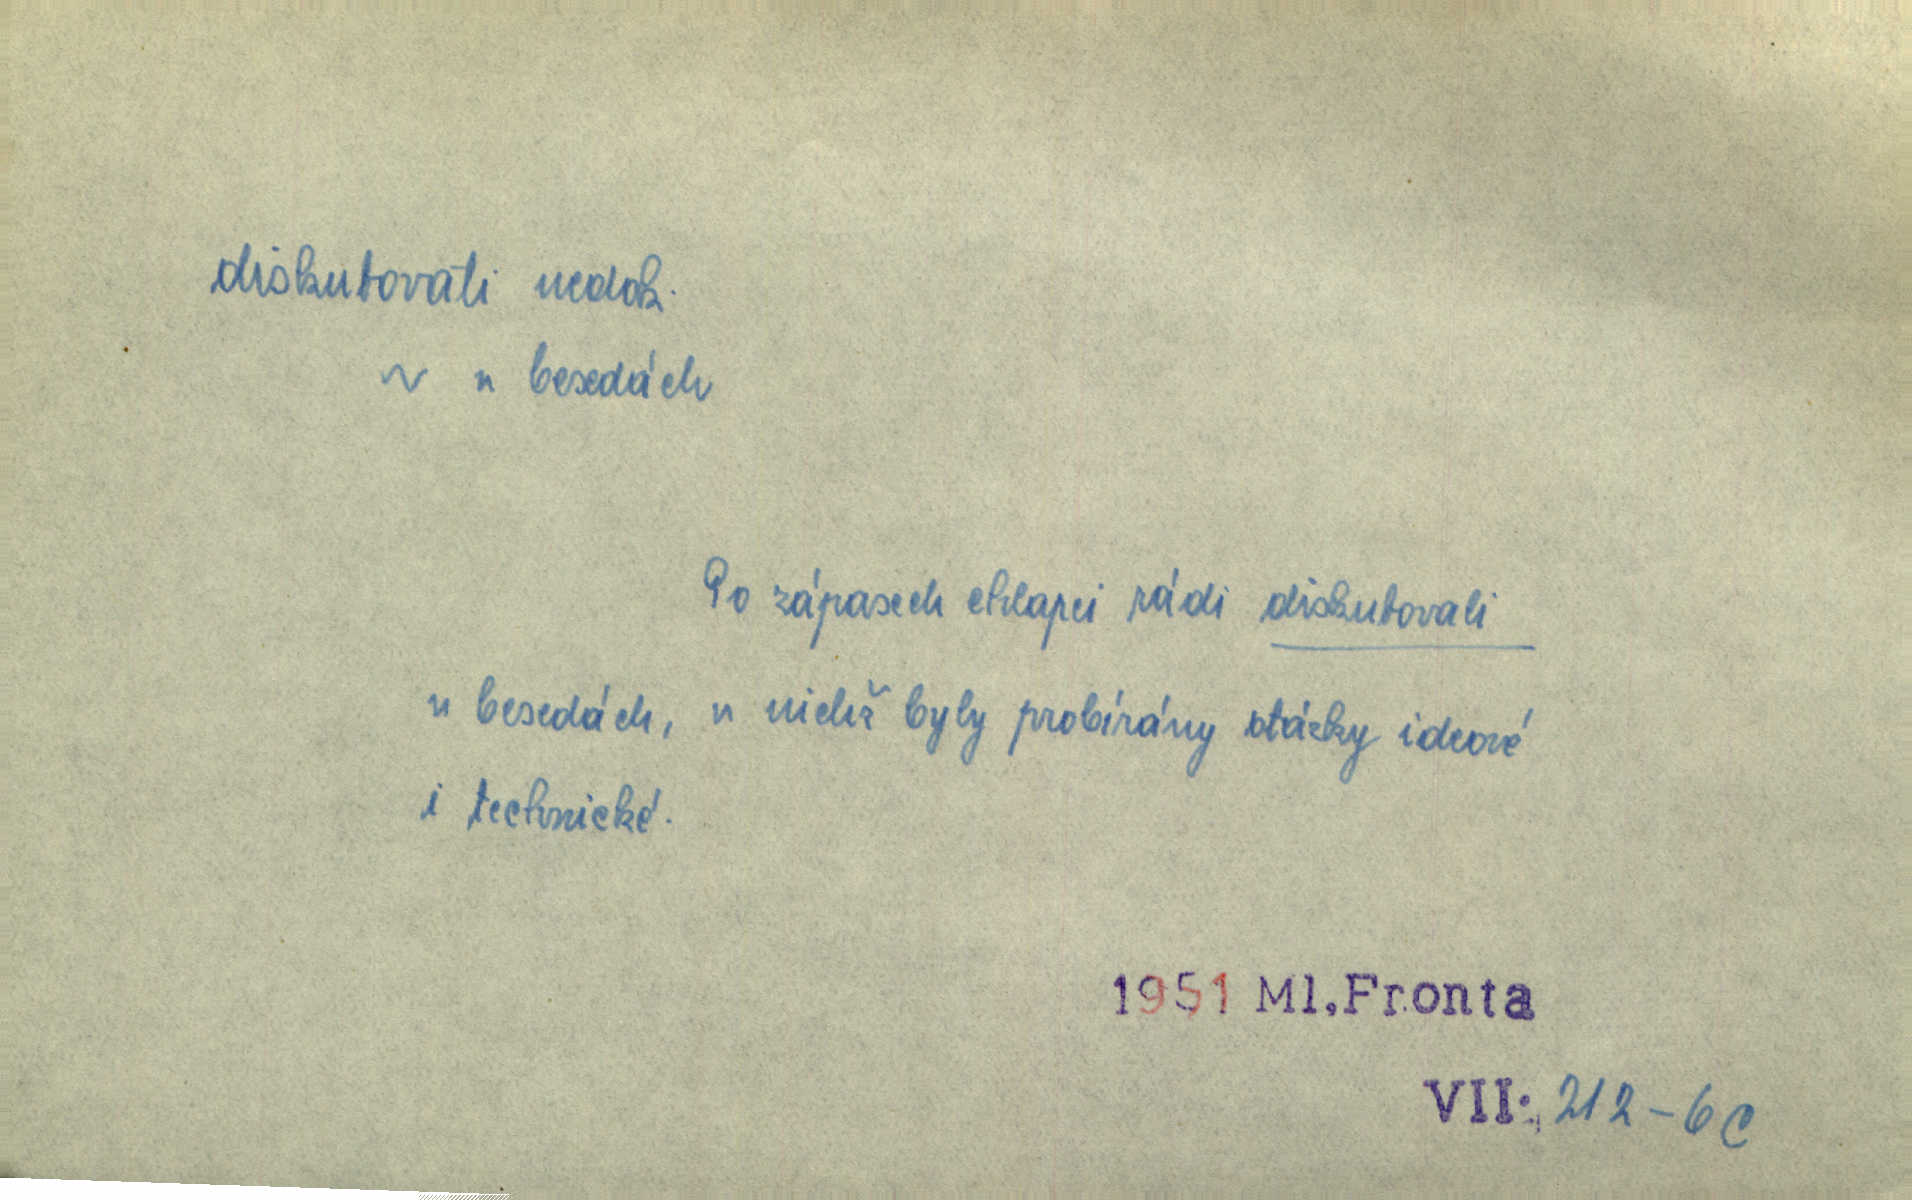 diskutovati nedok.
~ v besedách
Po zápasech chlapci rádi diskutovali
v besedách, v nichž byly probírány otázky ideové
i technické.
1951 Ml.Fronta
VII: 212-6c